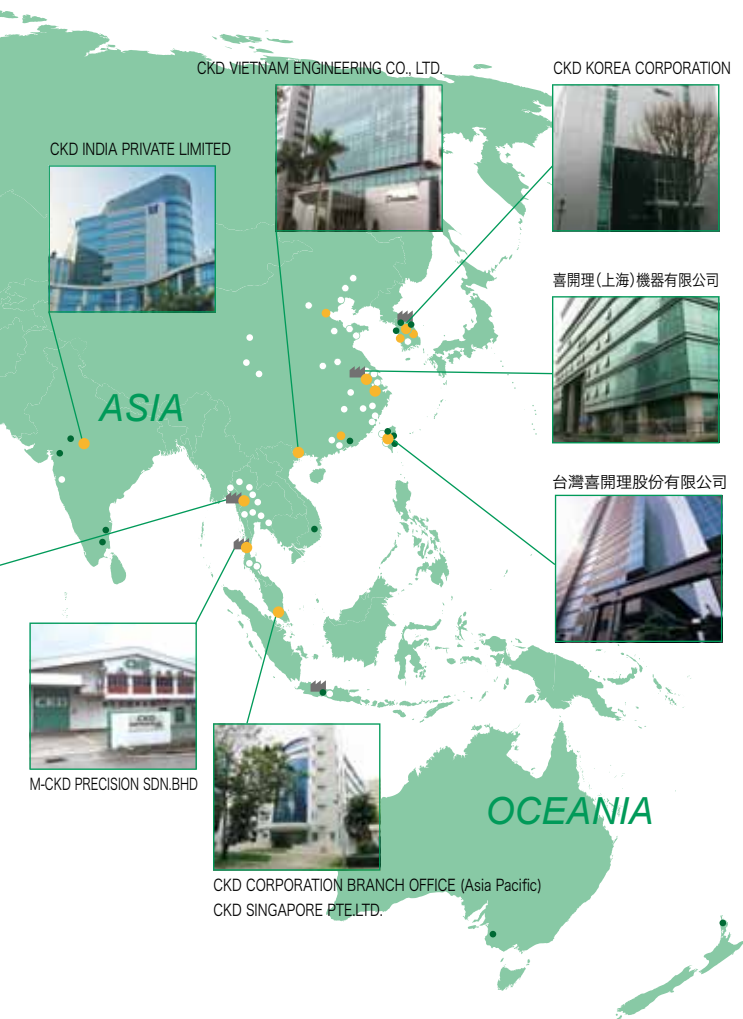 CKD VIETNAM ENGINEERING CO., LTD.
CKD KOREA CORPORATION
CKD INDIA PRIVATE LIMITED
喜開理(上海)機器有限公司
ASIA
台灣喜開理股份有限公司
CKD
CKD
M-CKD PRECISION SDN.BHD
OCEANIA
CKD CORPORATION BRANCH OFFICE (Asia Pacific)
CKD SINGAPORE PTE.LTD.